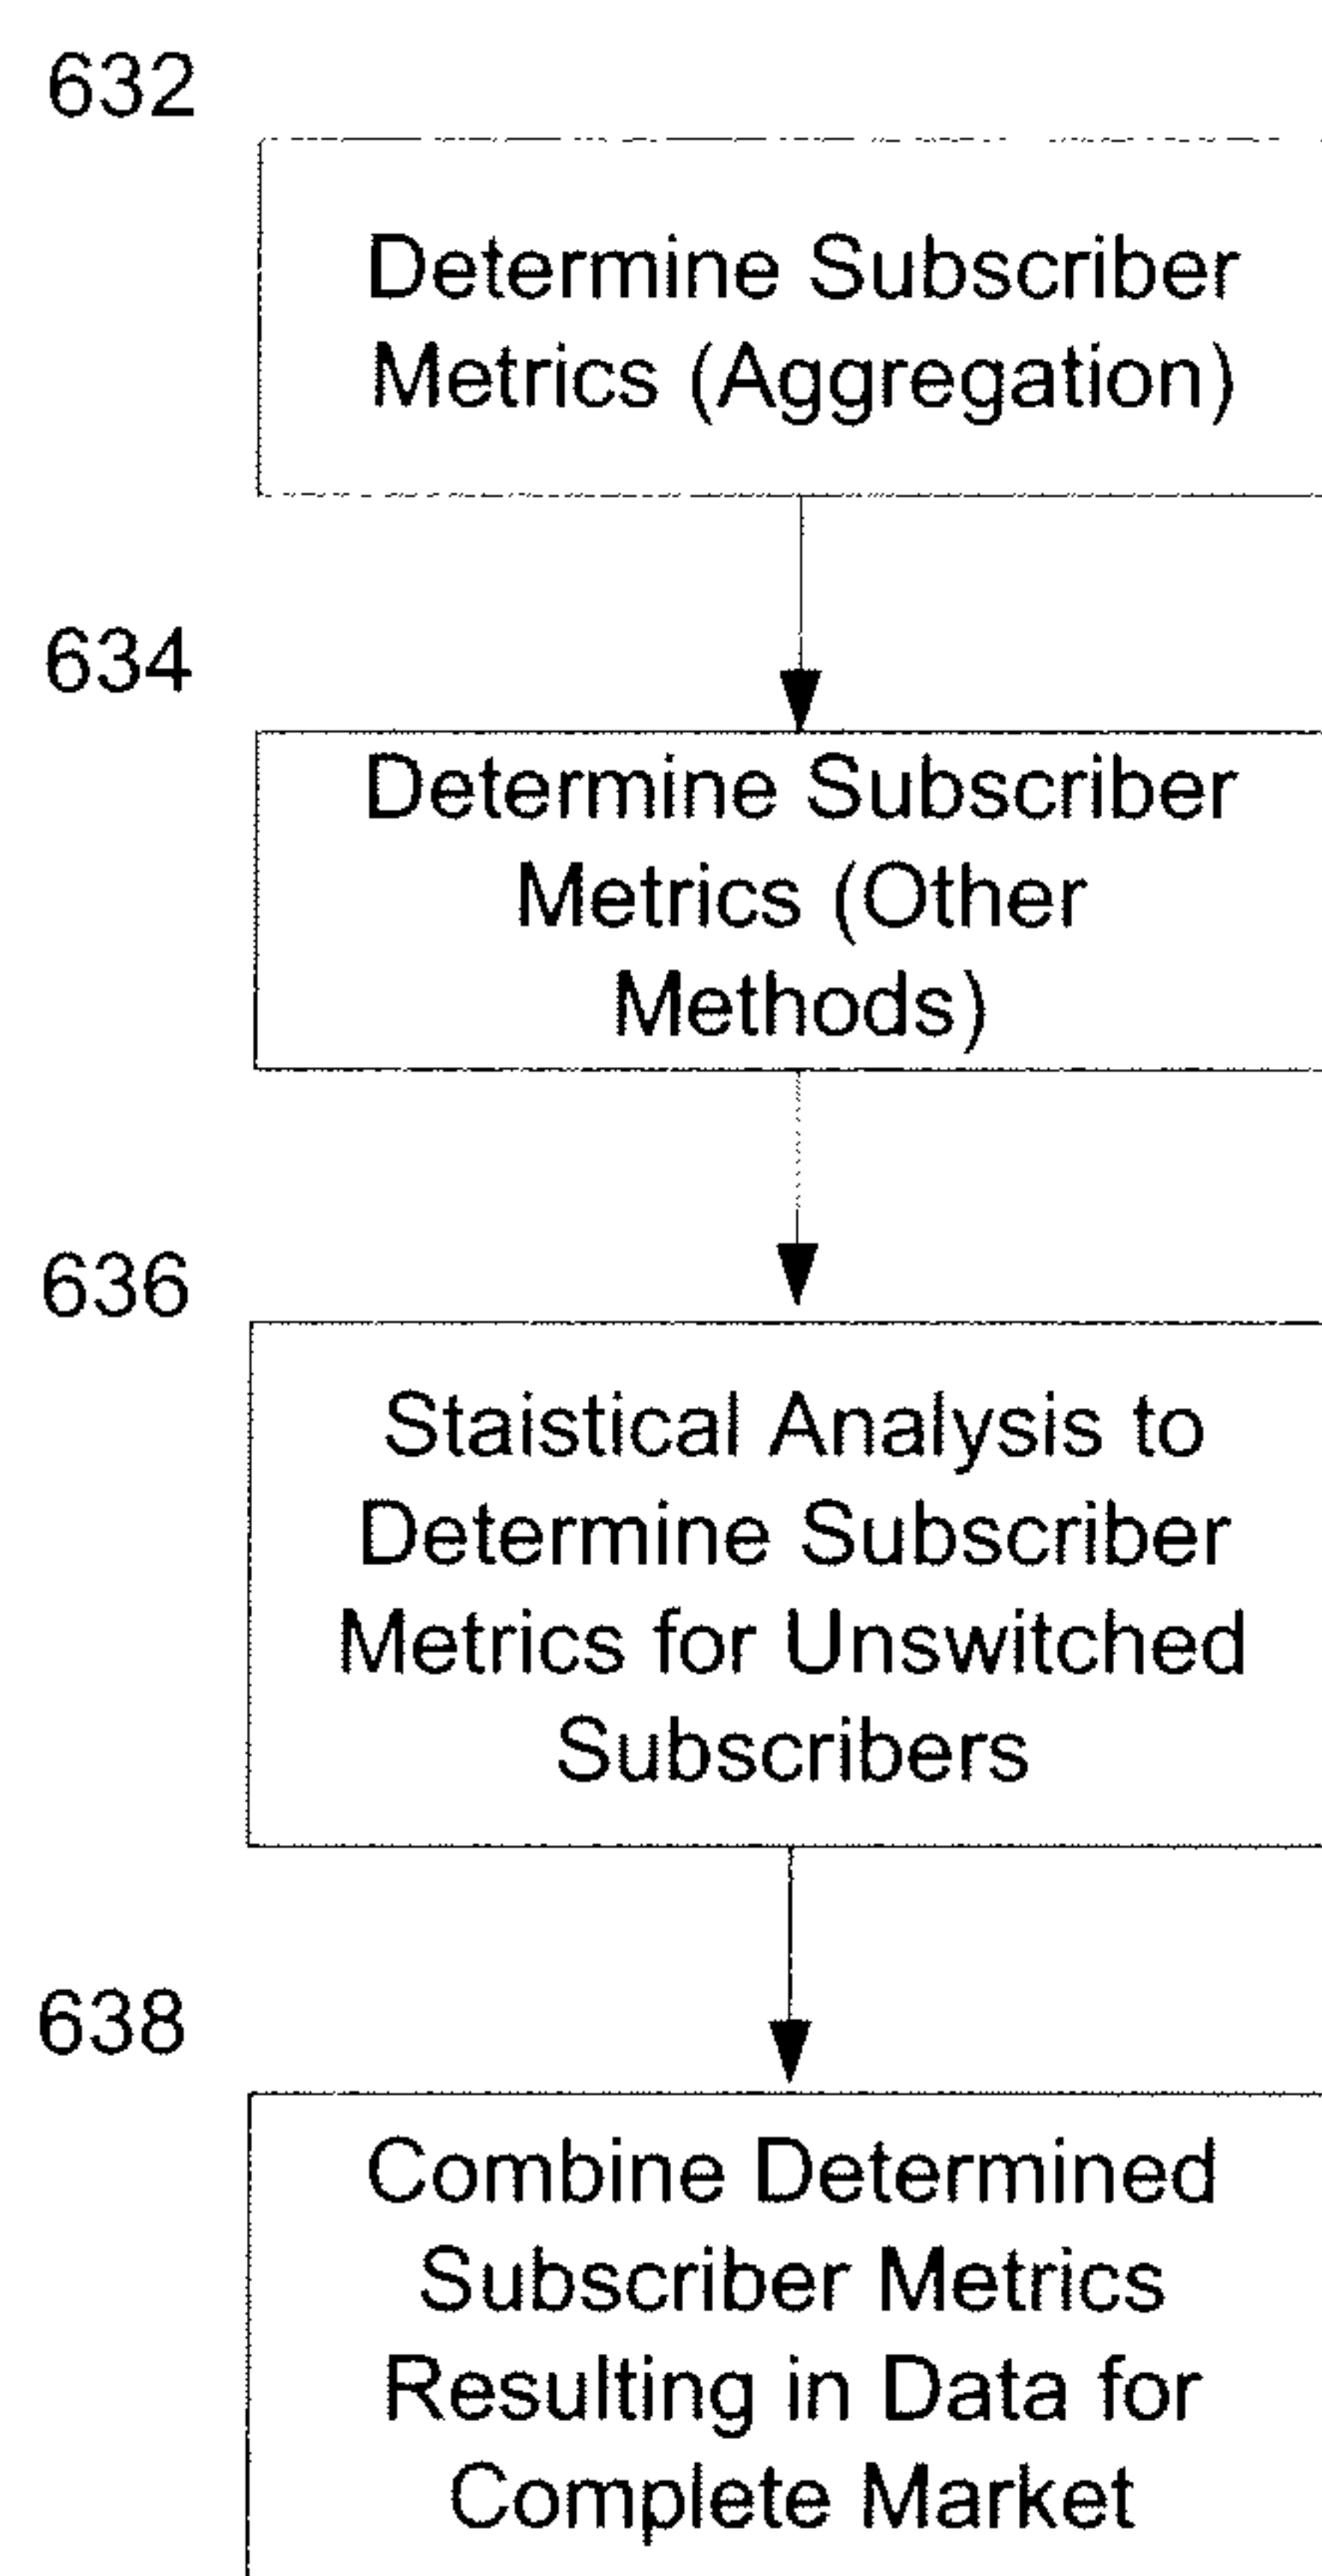 632
Determine Subscriber
Metrics (Aggregation)
634
Determine Subscriber
Metrics (Other
Methods)
636
Staistical Analysis to
Determine Subscriber
Metrics for Unswitched
Subscribers
638
Combine Determined
Subscriber Metrics
Resulting in Data for
Complete Market